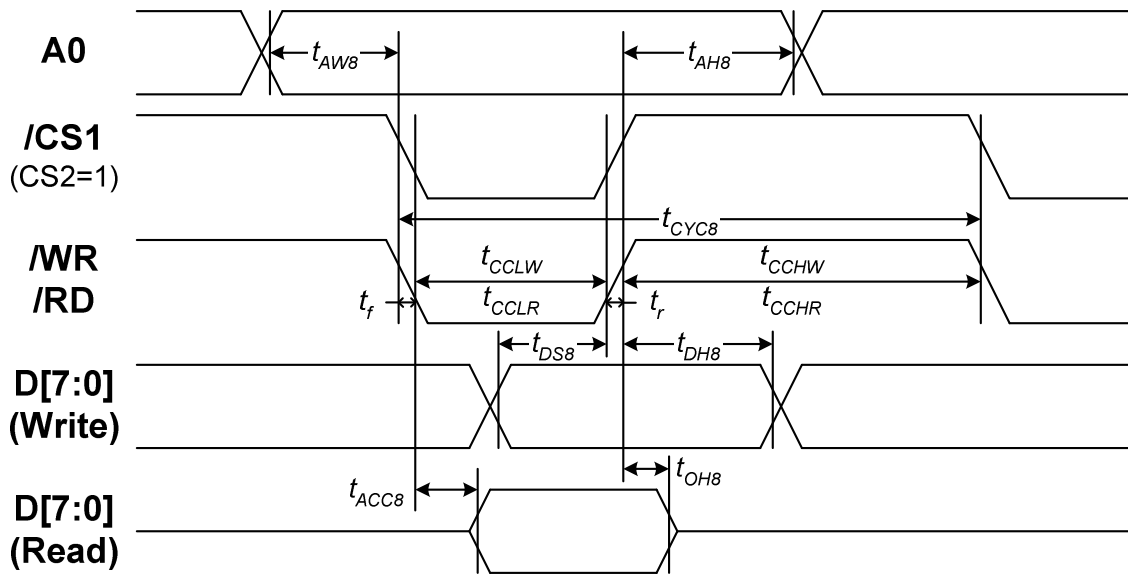 A0
tAW8
tAH8
/CS1
(CS2=1)
tCYC8
/WR
/RD
tCCLW
tCCHW
tf
tCCLR
tr
tCCHR
tDS8
tDH8
D[7:0]
(Write)
tACC8
tOH8
D[7:0]
(Read)